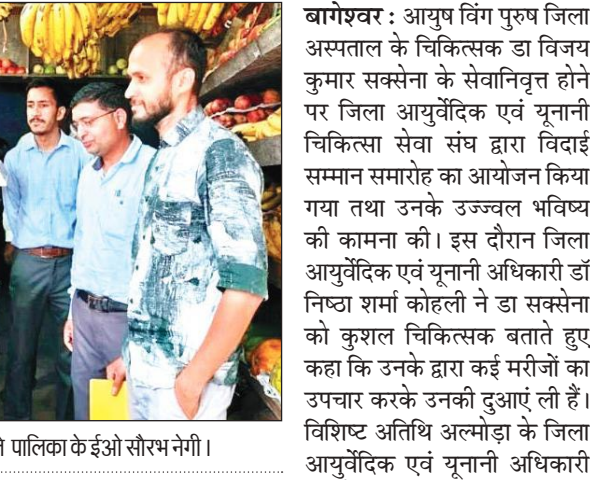 पालिका के ईओ सौरभ नेगी।
बागेश्वर : आयुष विंग पुरुष जिला
अस्पताल के चिकित्सक डा विजय
कुमार सक्सेना के सेवानिवृत्त होने
पर जिला आयुर्वेदिक एवं यूनानी
चिकित्सा सेवा संघ द्वारा विदाई
सम्मान समारोह का आयोजन किया
गया तथा उनके उज्ज्वल भविष्य
की कामना की। इस दौरान जिला
आयुर्वेदिक एवं यूनानी अधिकारी डॉ
निष्ठा शर्मा कोहली ने डा सक्सेना
को कुशल चिकित्सक बताते हुए
कहा कि उनके द्वारा कई मरीजों का
उपचार करके उनकी दुआएं ली हैं।
विशिष्ट अतिथि अल्मोड़ा के जिला
आयुर्वेदिक एवं यूनानी अधिकारी